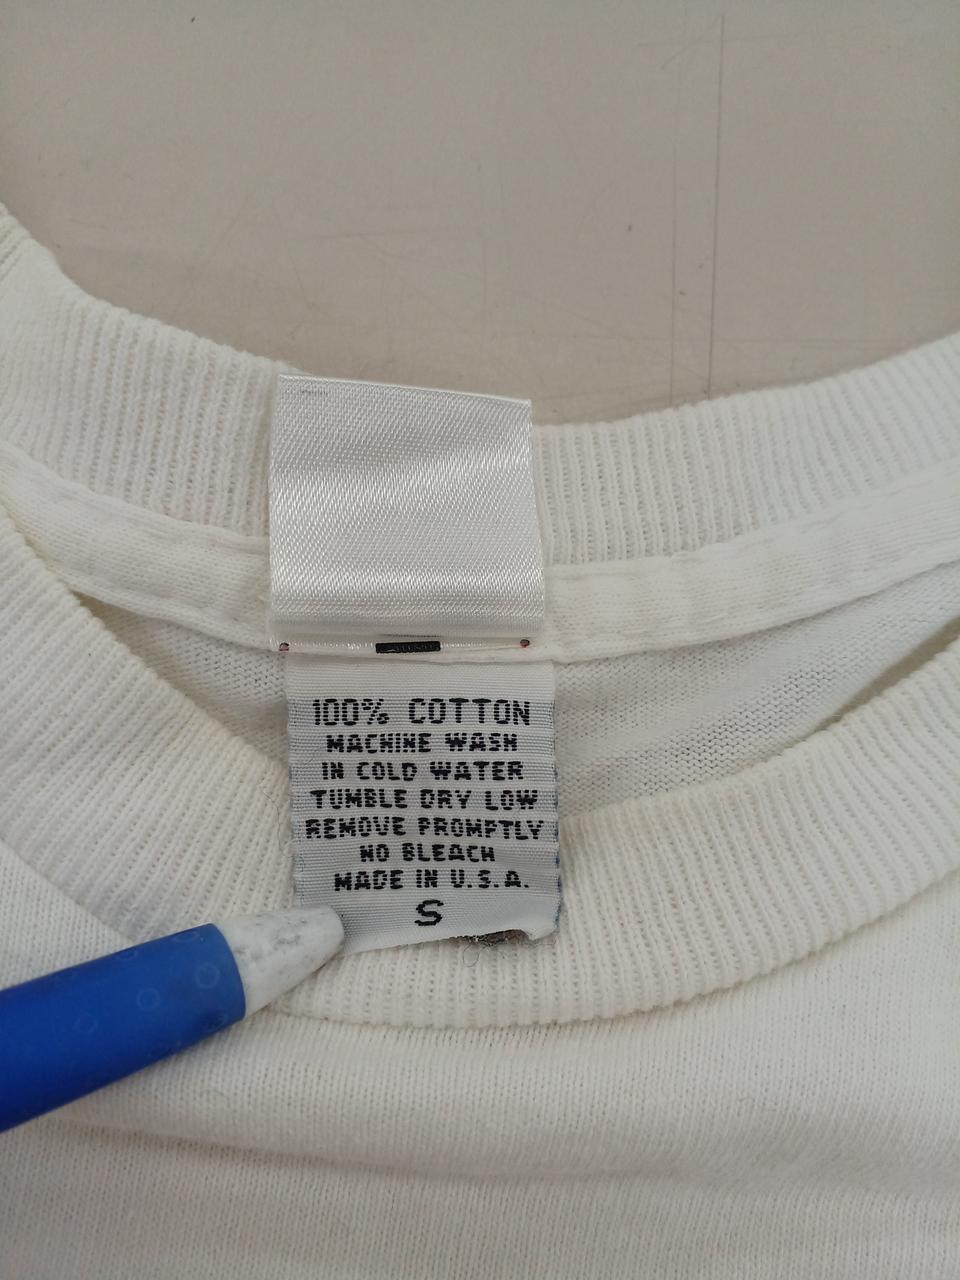 100% COTTON
MACHINE WASH
IN COLD WATER
TUMBLE DRY LOW
REMOVE PROMPTLY
NO BLEACH
MADE IN U.S.A.
S